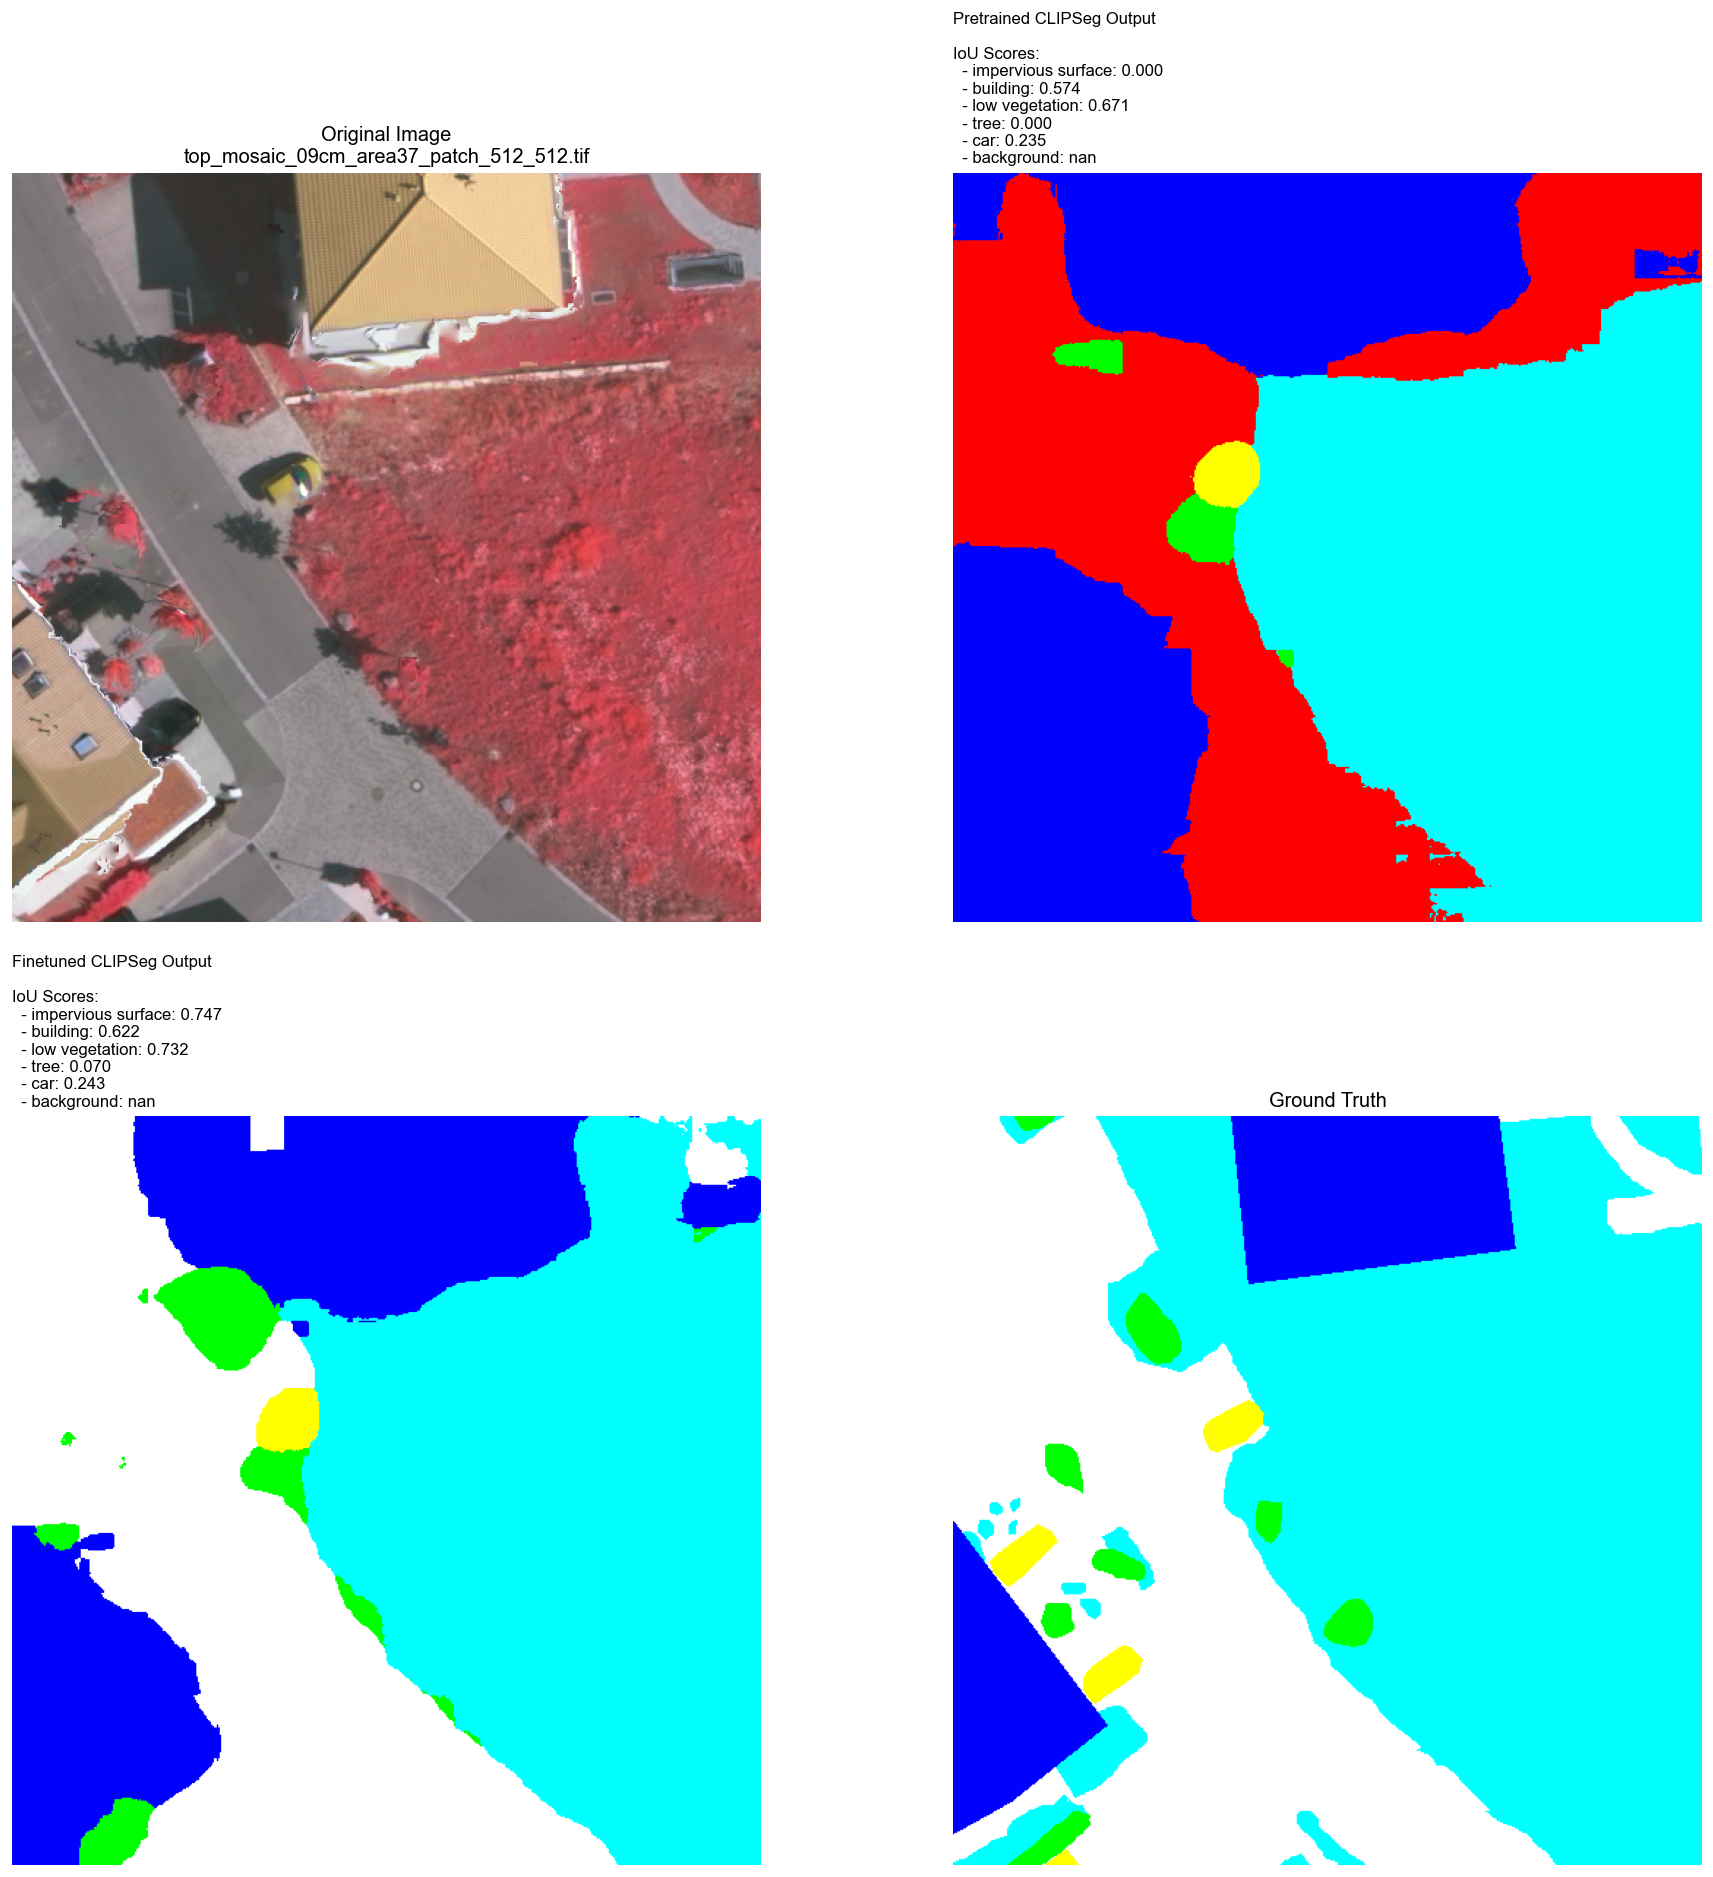 Pretrained CLIPSeg Output
IoU Scores:
- impervious surface: 0.000
- building: 0.574
- low vegetation: 0.671
- tree: 0.000
- car: 0.235
- background: nan
Original Image
top_mosaic_09cm_area37_patch_512_512.tif
Finetuned CLIPSeg Output
IoU Scores:
- impervious surface: 0.747
- building: 0.622
- low vegetation: 0.732
- tree: 0.070
- car: 0.243
- background: nan
Ground Truth